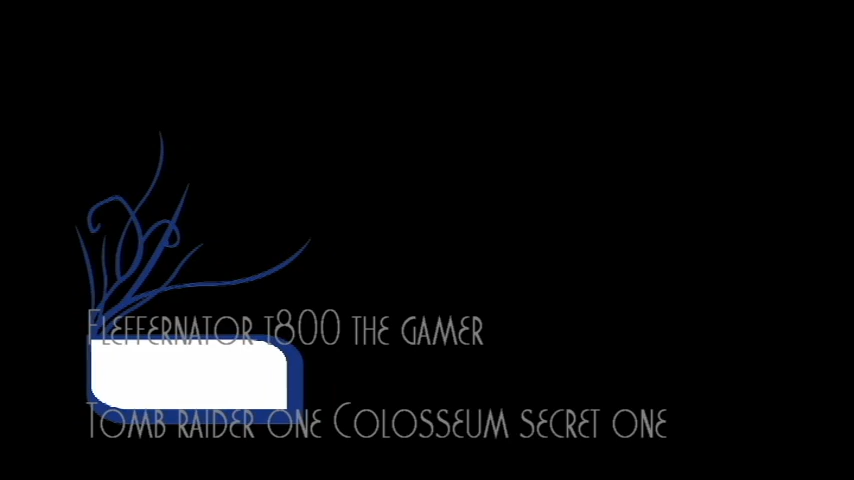 Fleffernator t800 the gamer
Tomb raider one Colosseum secret one